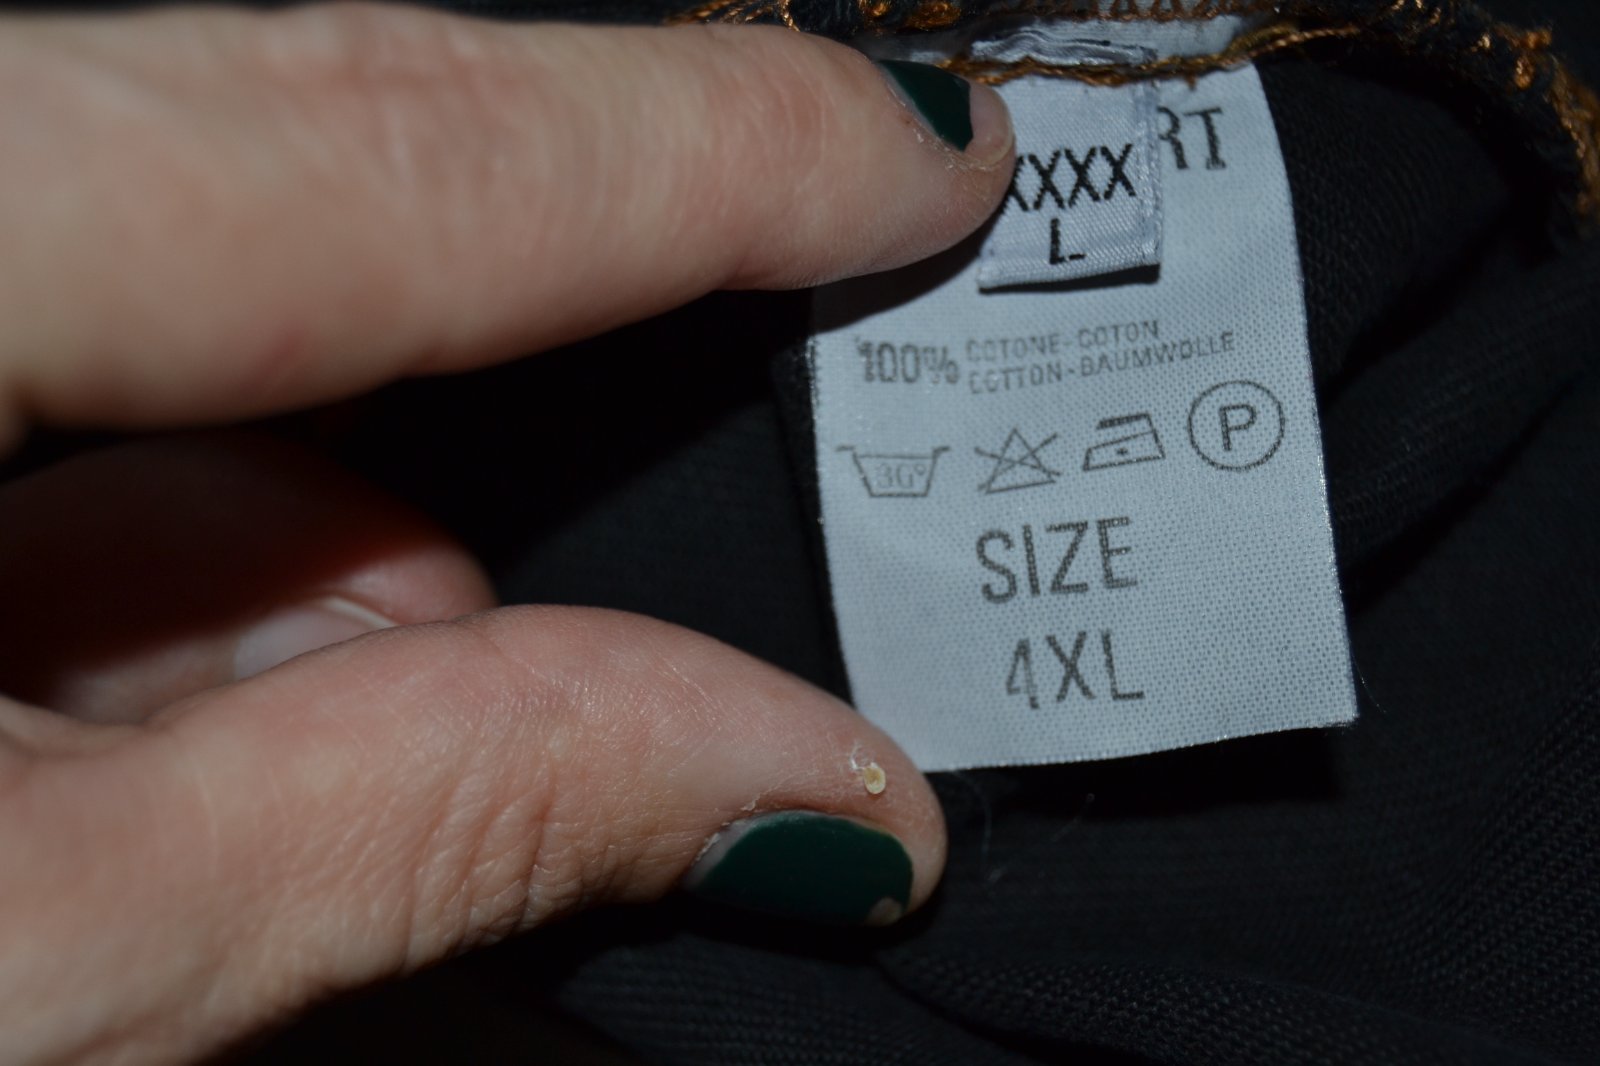 RT
XXXX
L
100% COTONE-COTON
COTTON-BAUMWOLLE
30° P
SIZE
4XL